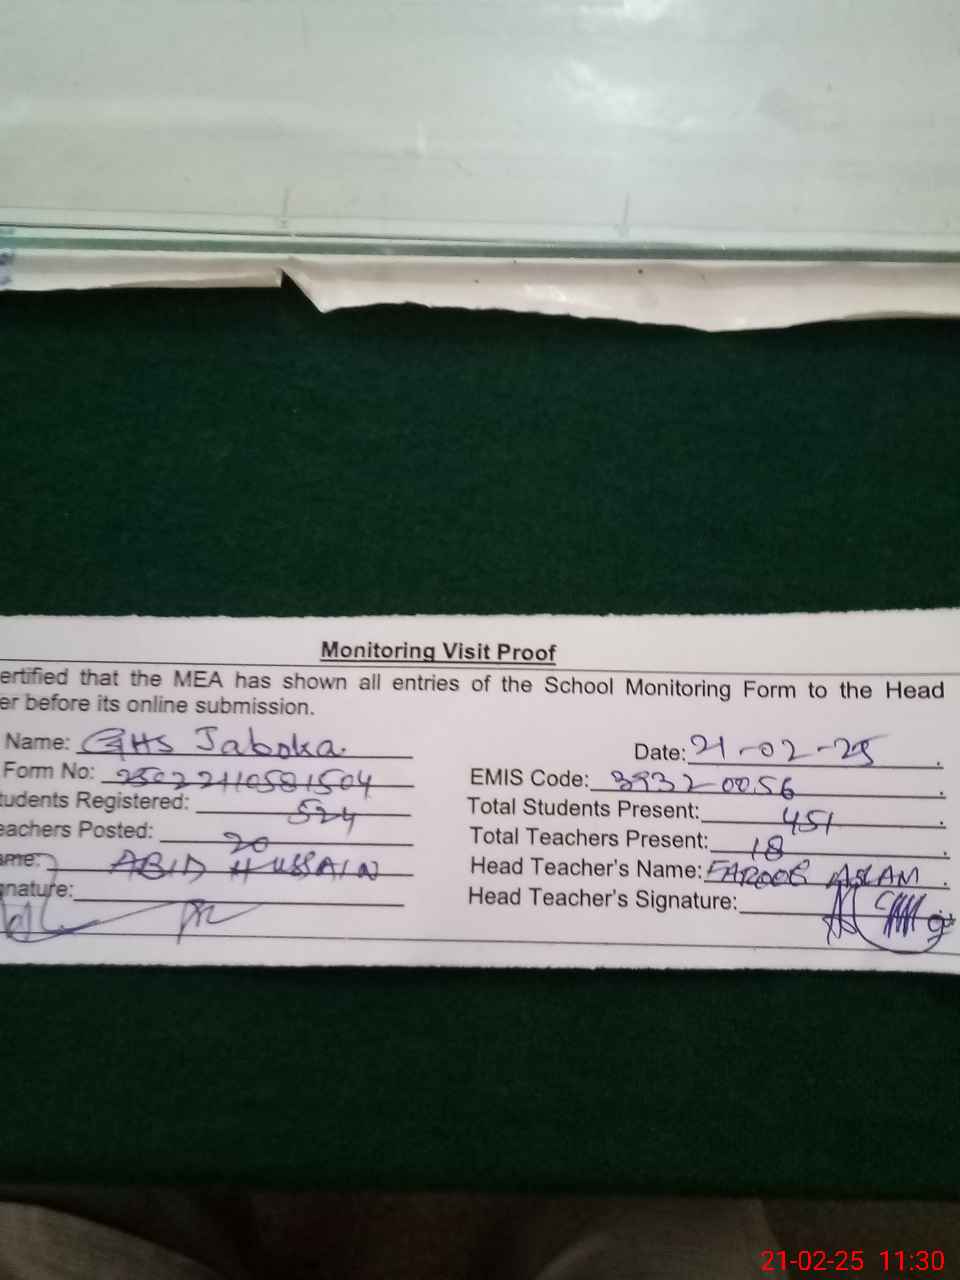 Monitoring Visit Proof
ertified that the MEA has shown all entries of the School Monitoring Form to the Head
er before its online submission.
Name: GHS Jaboka. Date: 21-02-25.
Form No: 25022110581504 EMIS Code: 39320056.
tudents Registered: 524 Total Students Present: 451.
eachers Posted: 20 Total Teachers Present: 18.
ame: ABID HUSSAIN Head Teacher's Name: FAROOQ ASLAM.
gnature: Head Teacher's Signature:
21-02-25 11:30